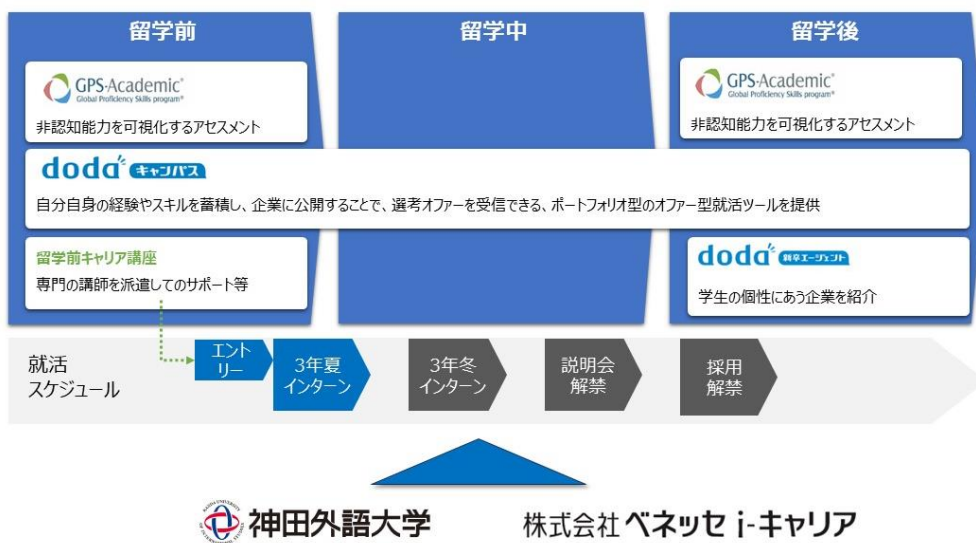 留学前
留学中
留学後
GPS-Academic®
Global Proficiency Skills program®
非認知能力を可視化するアセスメント
GPS-Academic®
Global Proficiency Skills program®
非認知能力を可視化するアセスメント
doda キャンパス
自分自身の経験やスキルを蓄積し、企業に公開することで、選考オファーを受信できる、ポートフォリオ型のオファー型就活ツールを提供
留学前キャリア講座
専門の講師を派遣してのサポート等
doda 新卒エージェント
学生の個性にあう企業を紹介
就活
スケジュール
エント
リー
3年夏
インターン
3年冬
インターン
説明会
解禁
採用
解禁
神田外語大学
株式会社ベネッセ i-キャリア